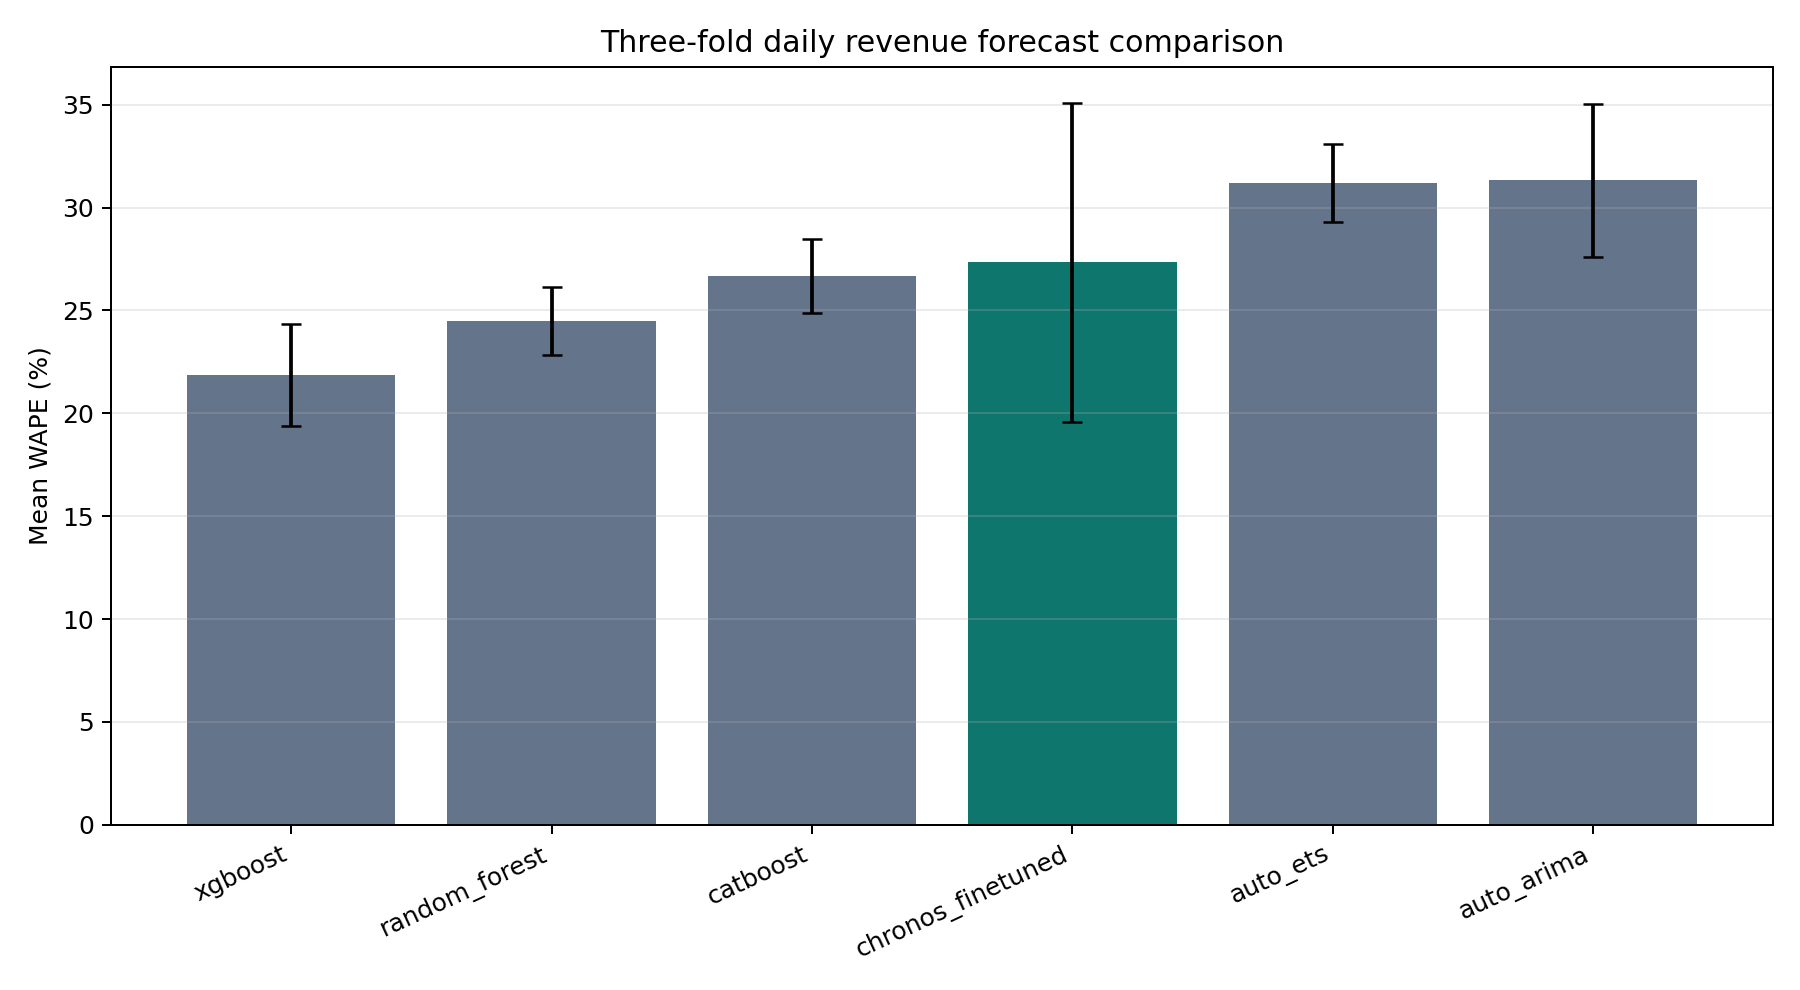 Three-fold daily revenue forecast comparison
Mean WAPE (%)
35
30
25
20
15
10
5
0
xgboost
random_forest
catboost
chronos_finetuned
auto_ets
auto_arima